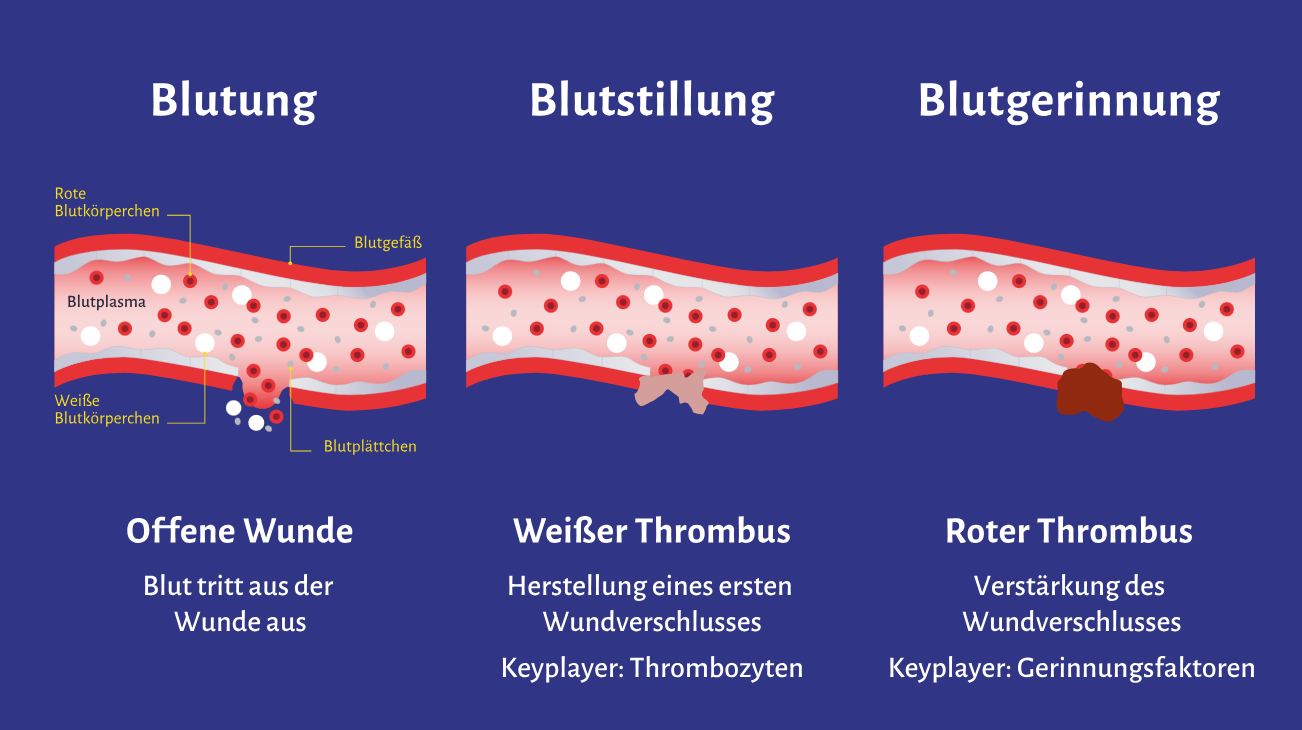 Blutung
Blutstillung
Blutgerinnung
Rote
Blutkörperchen
Blutgefäß
Blutplasma
Weiße
Blutkörperchen
Blutplättchen
Offene Wunde
Blut tritt aus der
Wunde aus
Weißer Thrombus
Herstellung eines ersten
Wundverschlusses
Keyplayer: Thrombozyten
Roter Thrombus
Verstärkung des
Wundverschlusses
Keyplayer: Gerinnungsfaktoren